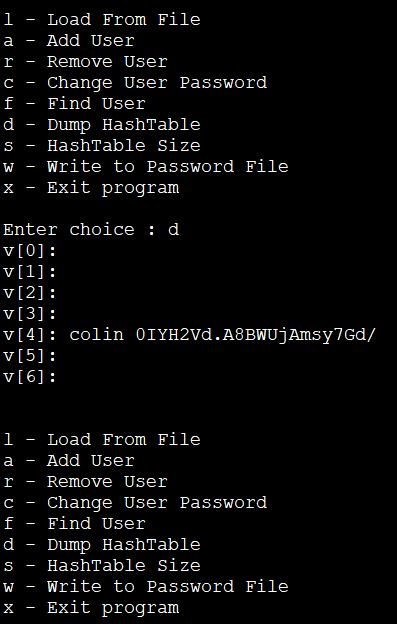 l - Load From File
a - Add User
r - Remove User
c - Change User Password
f - Find User
d - Dump HashTable
s - HashTable Size
w - Write to Password File
x - Exit program
Enter choice : d
v[0]:
v[1]:
v[2]:
v[3]:
v[4]: colin 0IYH2Vd.A8BWUjAmsy7Gd/
v[5]:
v[6]:
l - Load From File
a - Add User
r - Remove User
c - Change User Password
f - Find User
d - Dump HashTable
s - HashTable Size
w - Write to Password File
x - Exit program